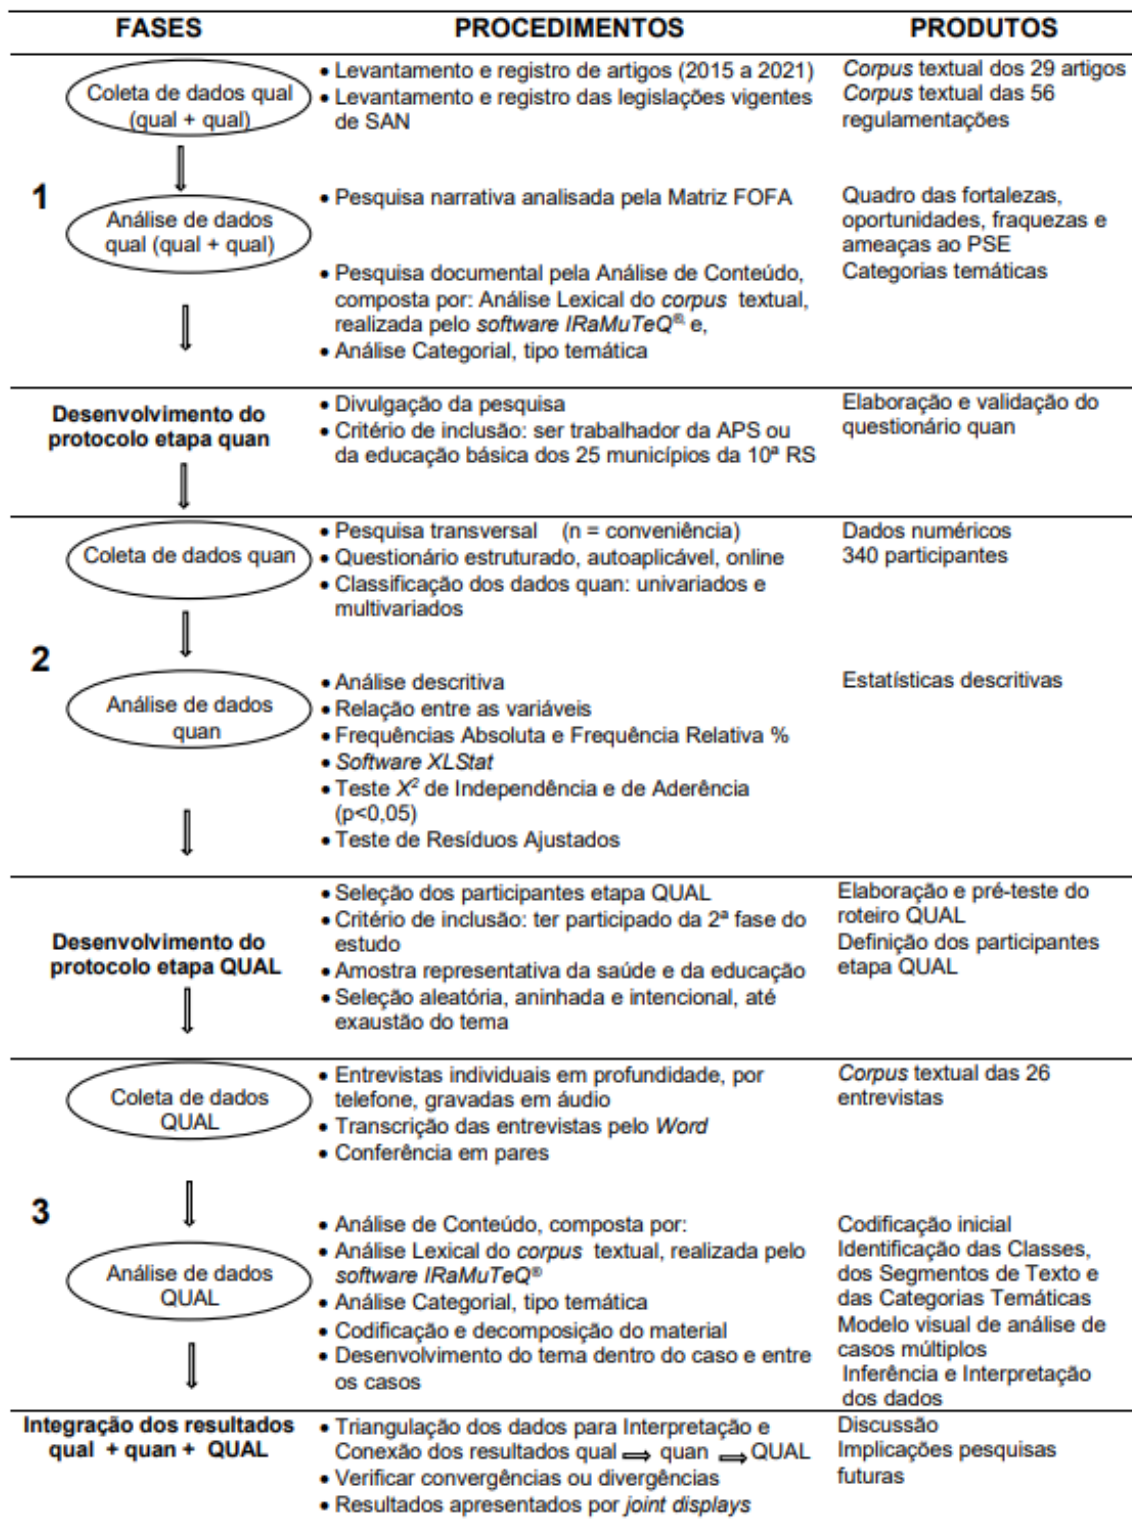 FASES PROCEDIMENTOS PRODUTOS
Coleta de dados qual
(qual + qual)
• Levantamento e registro de artigos (2015 a 2021)
• Levantamento e registro das legislações vigentes
de SAN
Corpus textual dos 29 artigos
Corpus textual das 56
regulamentações
1
Análise de dados
qual (qual + qual)
• Pesquisa narrativa analisada pela Matriz FOFA
Quadro das fortalezas,
oportunidades, fraquezas e
ameaças ao PSE
• Pesquisa documental pela Análise de Conteúdo,
composta por: Análise Lexical do corpus textual,
realizada pelo software IRaMuTeQ®, e,
• Análise Categorial, tipo temática
Categorias temáticas
Desenvolvimento do
protocolo etapa quan
• Divulgação da pesquisa
• Critério de inclusão: ser trabalhador da APS ou
da educação básica dos 25 municípios da 10ª RS
Elaboração e validação do
questionário quan
Coleta de dados quan
• Pesquisa transversal (n = conveniência)
• Questionário estruturado, autoaplicável, online
• Classificação dos dados quan: univariados e
multivariados
Dados numéricos
340 participantes
2
Análise de dados
quan
• Análise descritiva
• Relação entre as variáveis
• Frequências Absoluta e Frequência Relativa %
• Software XLStat
• Teste X² de Independência e de Aderência
(p<0,05)
• Teste de Resíduos Ajustados
Estatísticas descritivas
Desenvolvimento do
protocolo etapa QUAL
• Seleção dos participantes etapa QUAL
• Critério de inclusão: ter participado da 2ª fase do
estudo
• Amostra representativa da saúde e da educação
• Seleção aleatória, aninhada e intencional, até
exaustão do tema
Elaboração e pré-teste do
roteiro QUAL
Definição dos participantes
etapa QUAL
Coleta de dados
QUAL
• Entrevistas individuais em profundidade, por
telefone, gravadas em áudio
• Transcrição das entrevistas pelo Word
• Conferência em pares
Corpus textual das 26
entrevistas
3
Análise de dados
QUAL
• Análise de Conteúdo, composta por:
• Análise Lexical do corpus textual, realizada pelo
software IRaMuTeQ®
• Análise Categorial, tipo temática
• Codificação e decomposição do material
• Desenvolvimento do tema dentro do caso e entre
os casos
Codificação inicial
Identificação das Classes,
dos Segmentos de Texto e
das Categorias Temáticas
Modelo visual de análise de
casos múltiplos
Inferência e Interpretação
dos dados
Integração dos resultados
qual + quan + QUAL
• Triangulação dos dados para Interpretação e
Conexão dos resultados qual ⟹ quan ⟹ QUAL
• Verificar convergências ou divergências
• Resultados apresentados por joint displays
Discussão
Implicações pesquisas
futuras